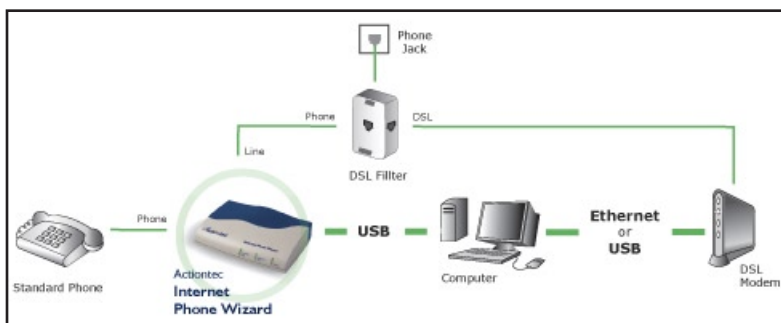 Phone
Jack
Phone
DSL
Line
DSL Fillter
Phone
USB
Ethernet
or
USB
Standard Phone
Actiontec
Internet
Phone Wizard
Computer
DSL
Modem